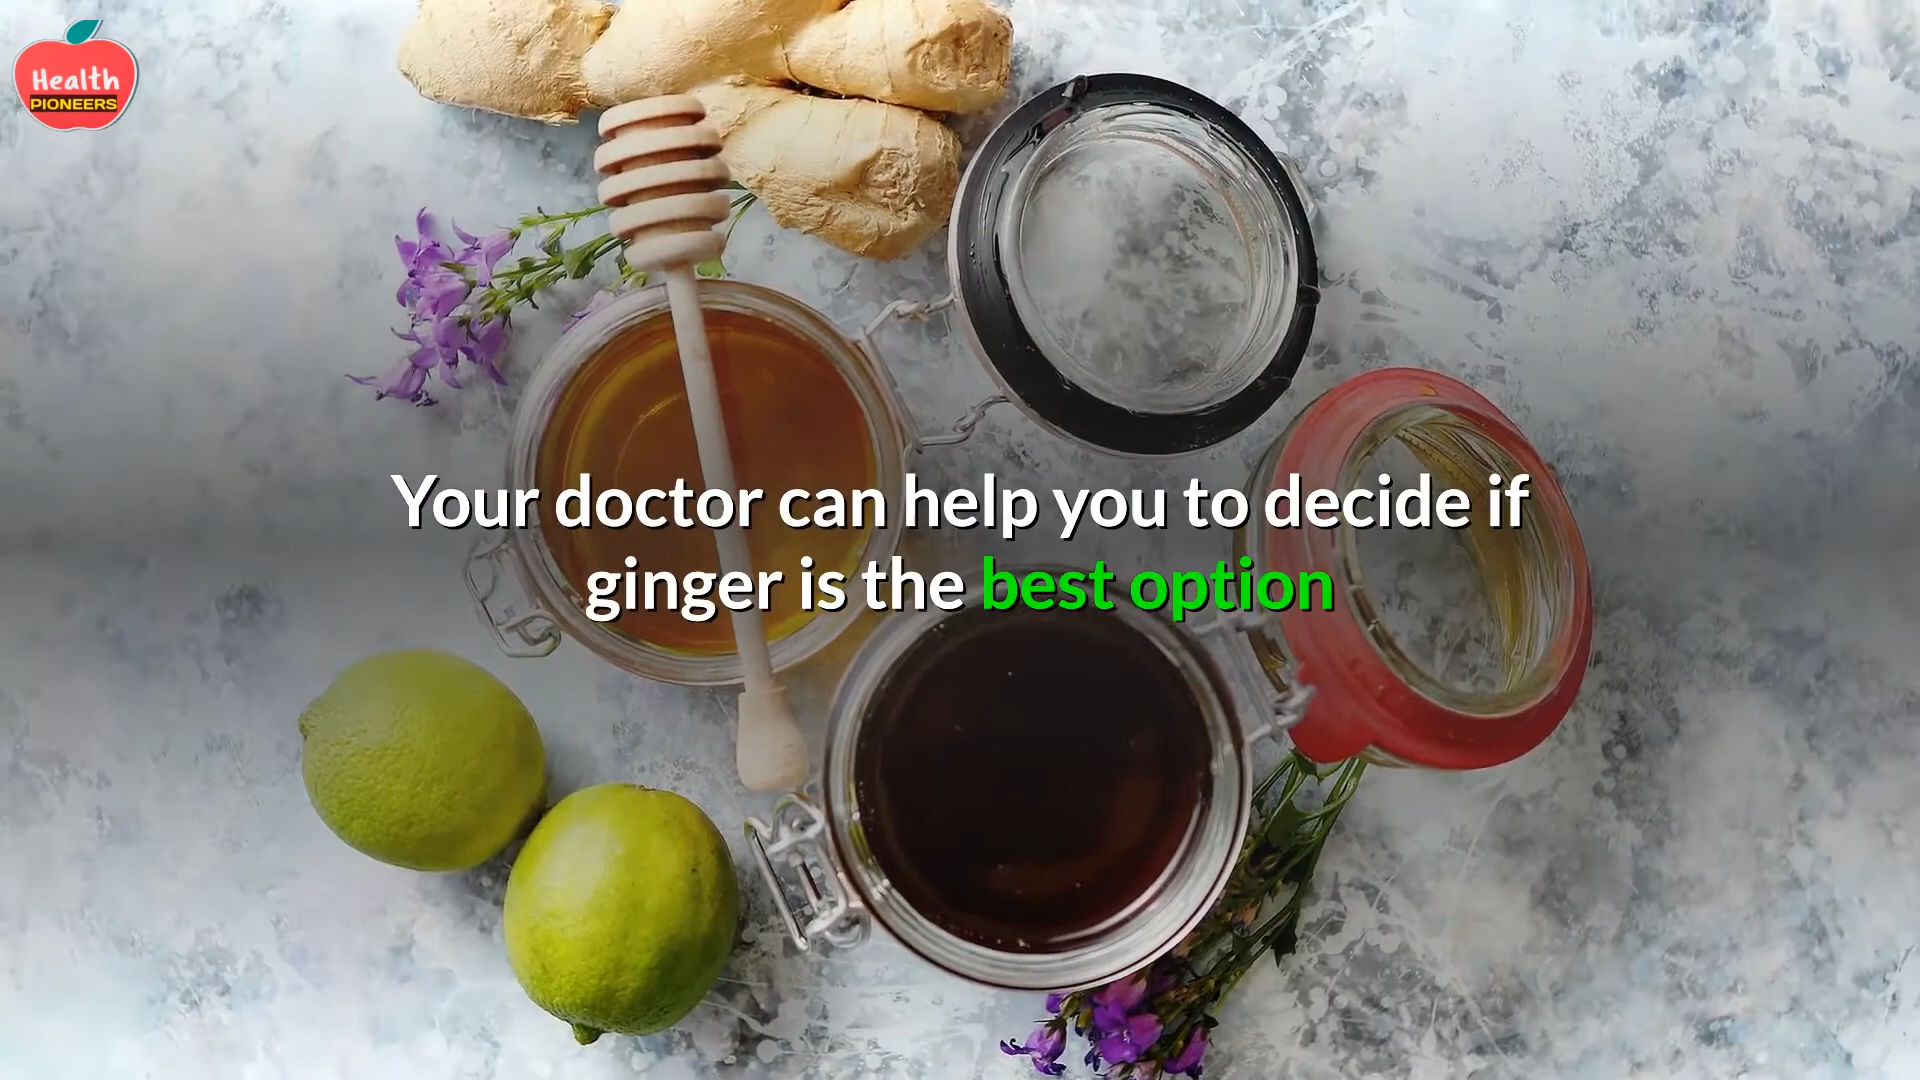 Health
PIONEERS
Your doctor can help you to decide if
ginger is the best option